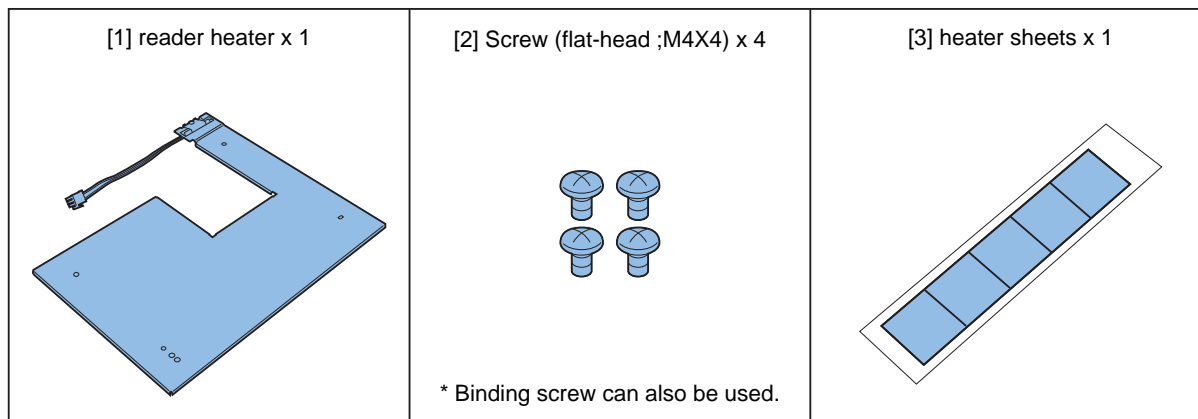 [1] reader heater x 1
[2] Screw (flat-head ;M4X4) x 4
[3] heater sheets x 1
* Binding screw can also be used.